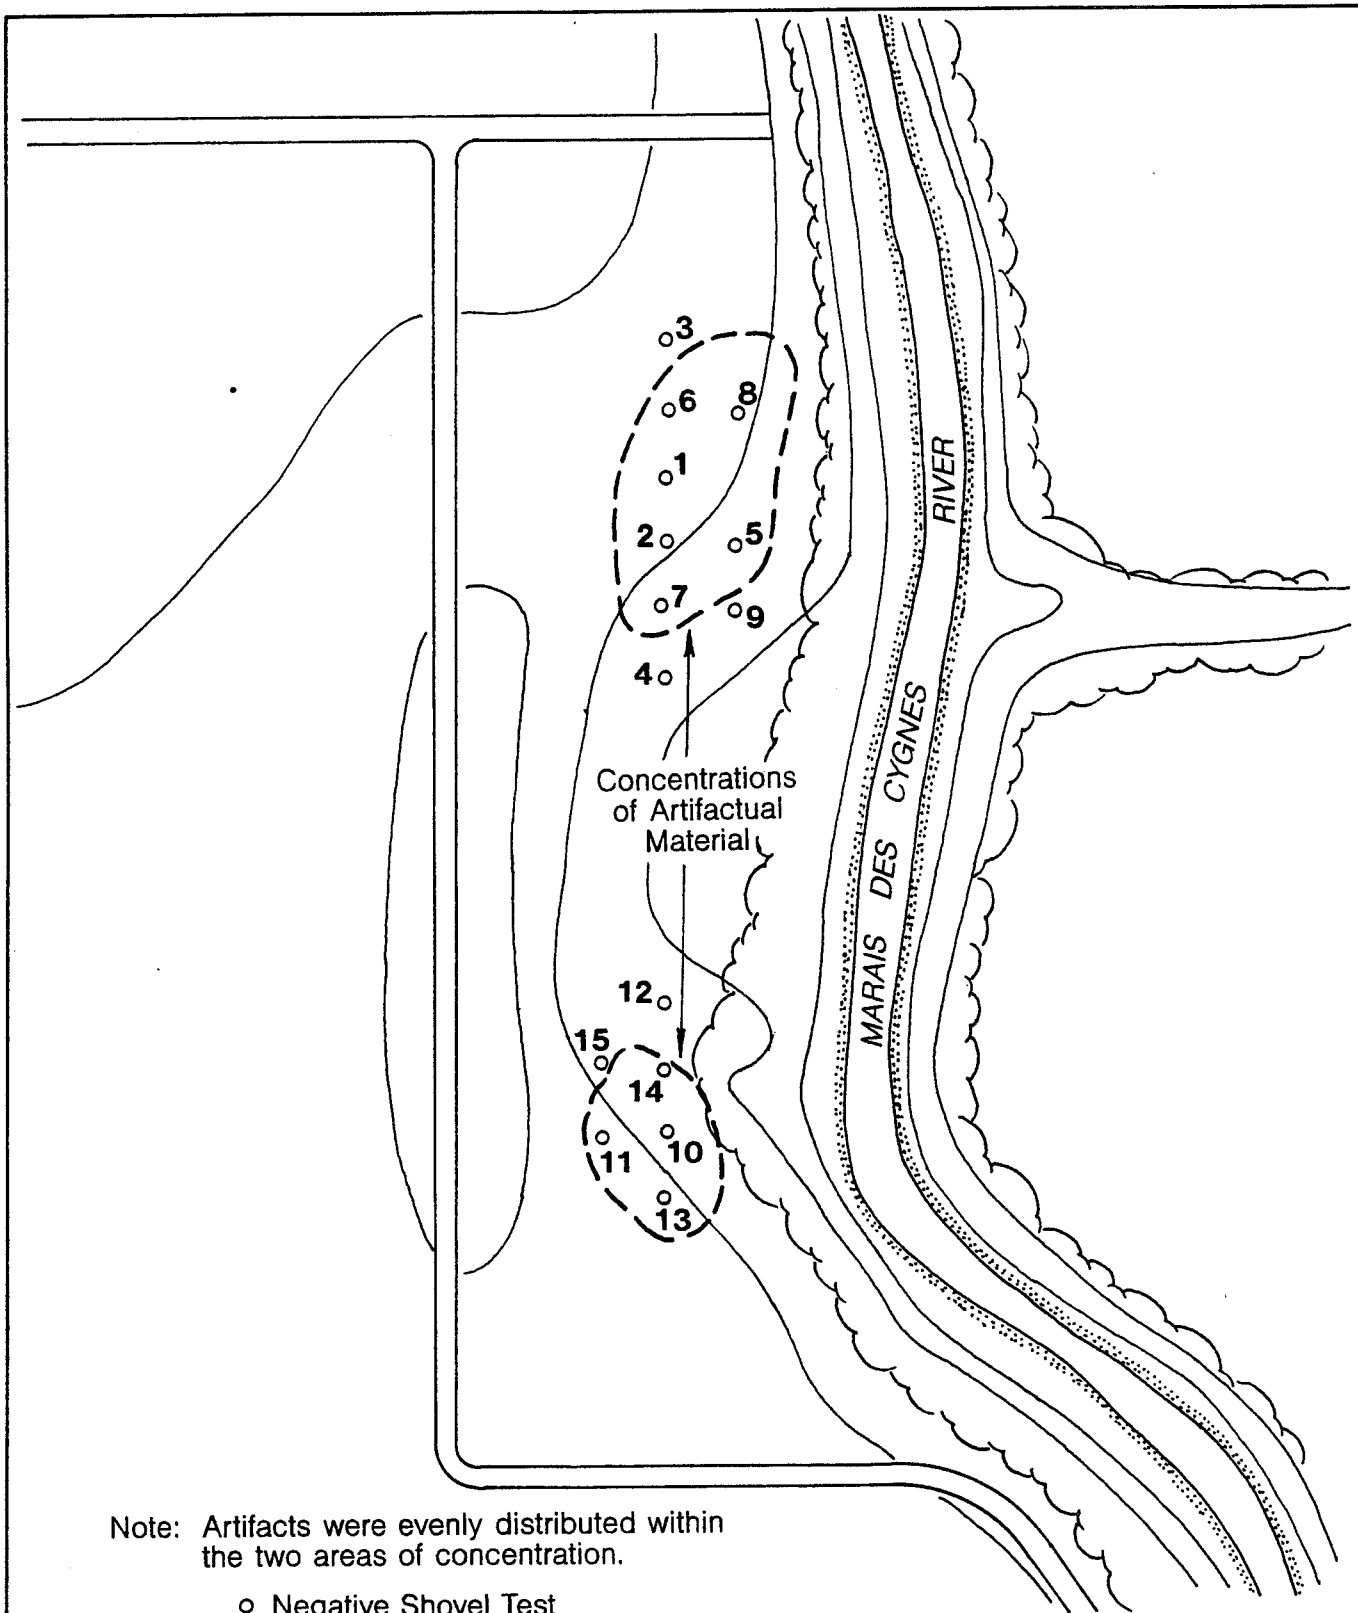 3
6
8
1
2
5
7
9
4
RIVER
MARAIS DES CYGNES
Concentrations
of Artifactual
Material
12
15
14
11
10
13
Note: Artifacts were evenly distributed within
the two areas of concentration.
o Negative Shovel Test